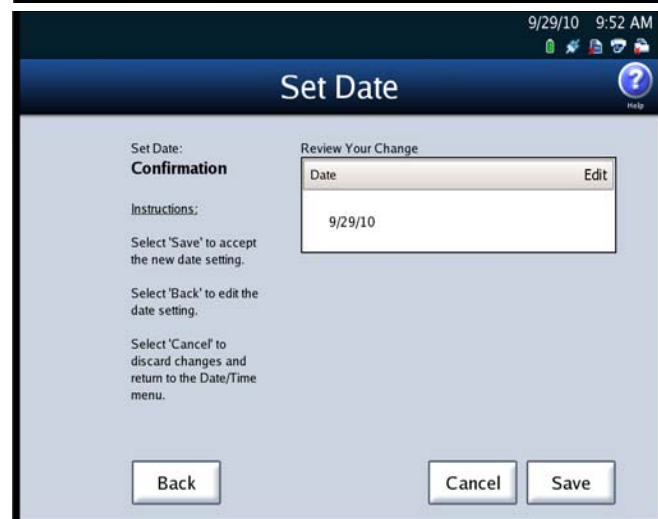 9/29/10 9:52 AM
Set Date
Help
Set Date:
Confirmation
Instructions:
Select 'Save' to accept
the new date setting.
Select 'Back' to edit the
date setting.
Select 'Cancel' to
discard changes and
return to the Date/Time
menu.
Review Your Change
Date Edit
9/29/10
Back Cancel Save